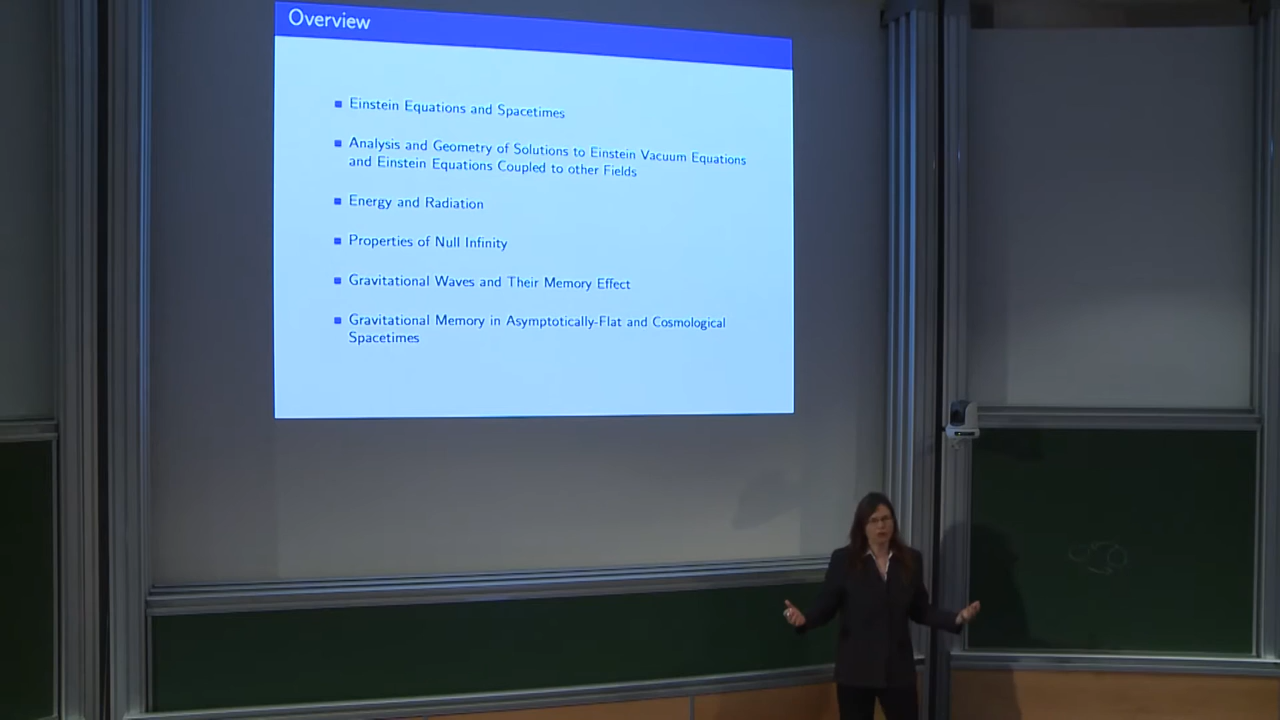 Overview
Einstein Equations and Spacetimes
Analysis and Geometry of Solutions to Einstein Vacuum Equations
and Einstein Equations Coupled to other Fields
Energy and Radiation
Properties of Null Infinity
Gravitational Waves and Their Memory Effect
Gravitational Memory in Asymptotically-Flat and Cosmological
Spacetimes